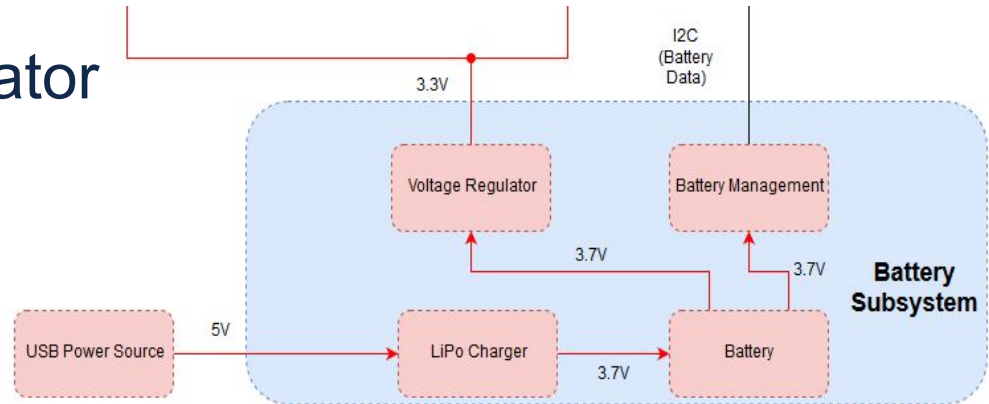 ator
I2C
(Battery
Data)
3.3V
Voltage Regulator
Battery Management
3.7V
3.7V
Battery
Subsystem
5V
USB Power Source
LiPo Charger
3.7V
Battery